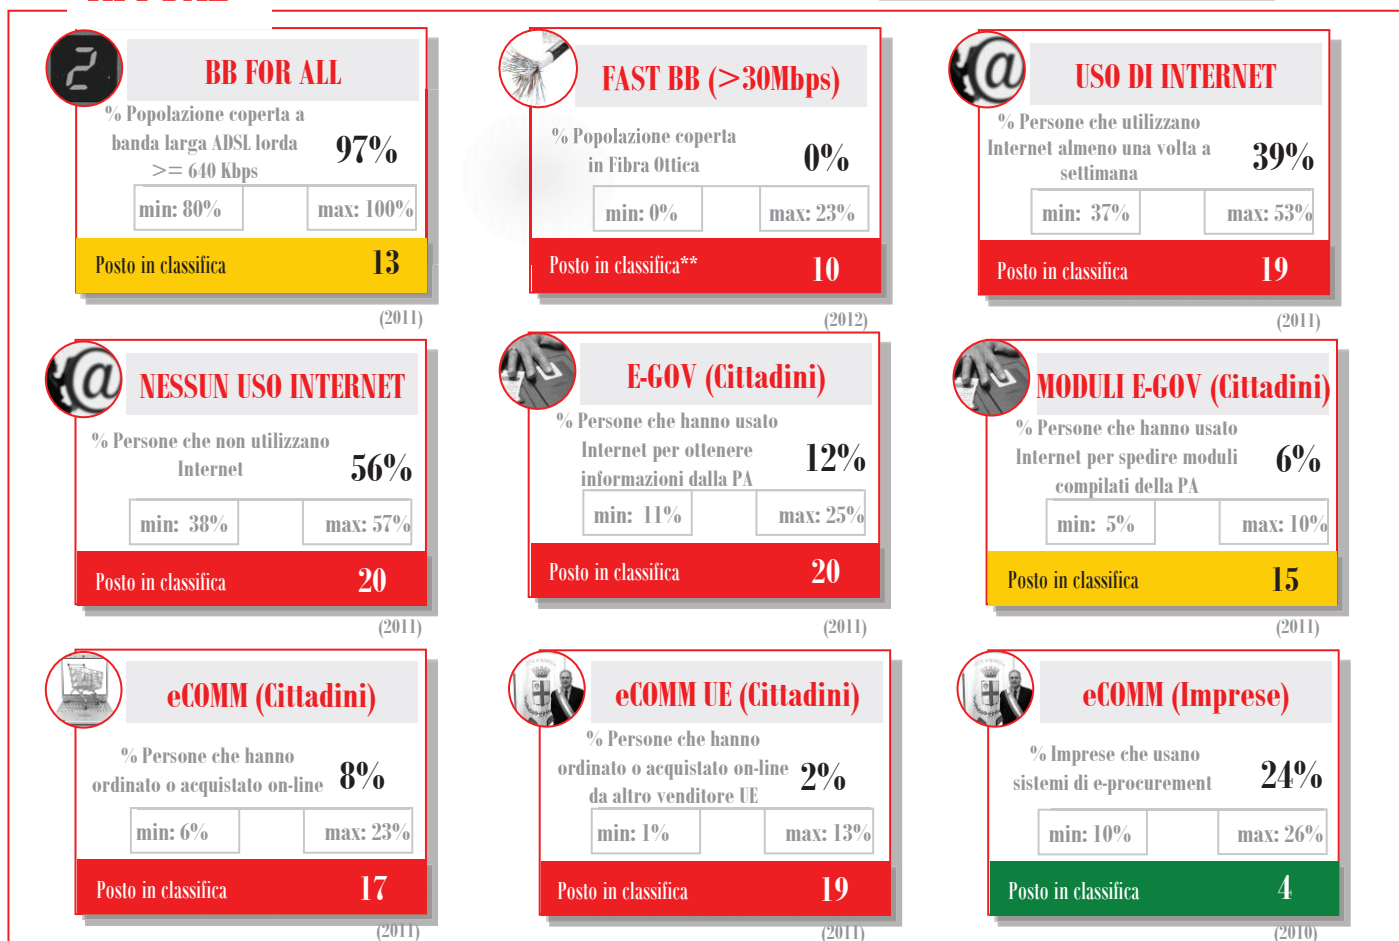 BB FOR ALL
% Popolazione coperta a
banda larga ADSL lorda
>= 640 Kbps
97%
min: 80%
max: 100%
Posto in classifica
13
(2011)
FAST BB (>30Mbps)
% Popolazione coperta
in Fibra Ottica
0%
min: 0%
max: 23%
Posto in classifica**
10
(2012)
USO DI INTERNET
% Persone che utilizzano
Internet almeno una volta a
settimana
39%
min: 37%
max: 53%
Posto in classifica
19
(2011)
NESSUN USO INTERNET
% Persone che non utilizzano
Internet
56%
min: 38%
max: 57%
Posto in classifica
20
(2011)
E-GOV (Cittadini)
% Persone che hanno usato
Internet per ottenere
informazioni dalla PA
12%
min: 11%
max: 25%
Posto in classifica
20
(2011)
MODULI E-GOV (Cittadini)
% Persone che hanno usato
Internet per spedire moduli
compilati della PA
6%
min: 5%
max: 10%
Posto in classifica
15
(2011)
eCOMM (Cittadini)
% Persone che hanno
ordinato o acquistato on-line
8%
min: 6%
max: 23%
Posto in classifica
17
(2011)
eCOMM UE (Cittadini)
% Persone che hanno
ordinato o acquistato on-line
da altro venditore UE
2%
min: 1%
max: 13%
Posto in classifica
19
(2011)
eCOMM (Imprese)
% Imprese che usano
sistemi di e-procurement
24%
min: 10%
max: 26%
Posto in classifica
4
(2010)